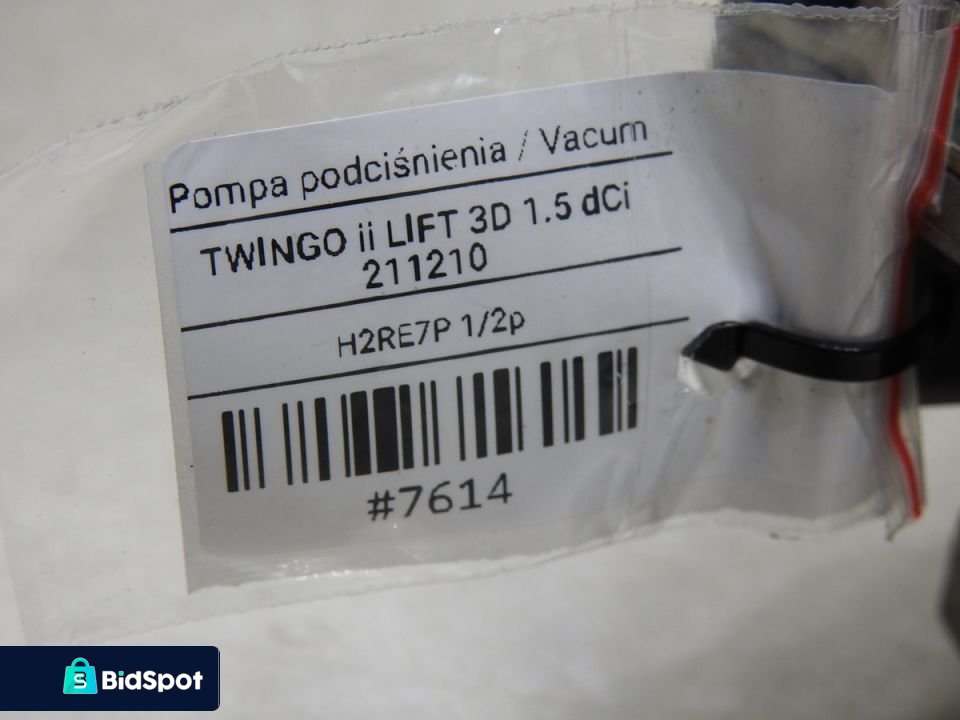 Pompa podciśnienia / Vacum
TWINGO ii LIFT 3D 1.5 dCi
211210
H2RE7P 1/2p
#7614
BidSpot